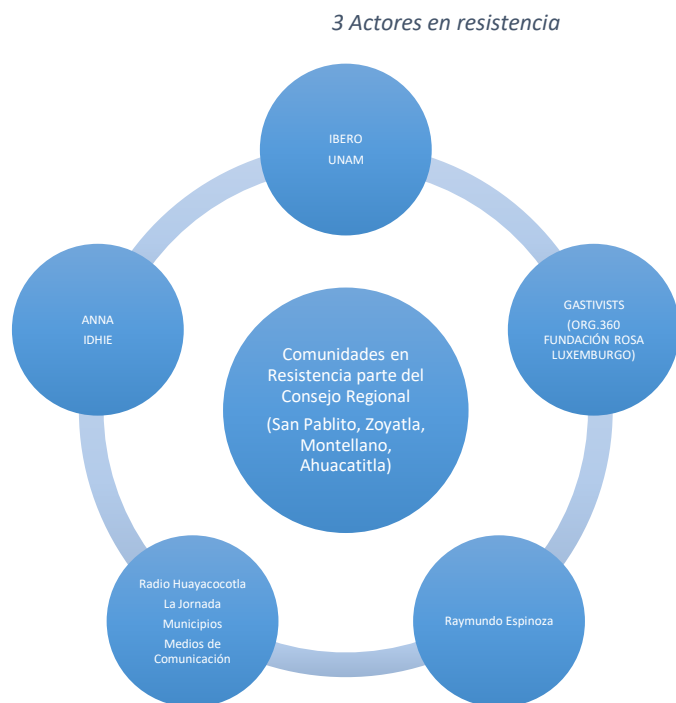 3 Actores en resistencia
IBERO
UNAM
GASTIVISTS
(ORG.360
FUNDACIÓN ROSA
LUXEMBURGO)
ANNA
IDHIE
Comunidades en
Resistencia parte del
Consejo Regional
(San Pablito, Zoyatla,
Montellano,
Ahuacatitla)
Radio Huayacocotla
La Jornada
Municipios
Medios de
Comunicación
Raymundo Espinoza